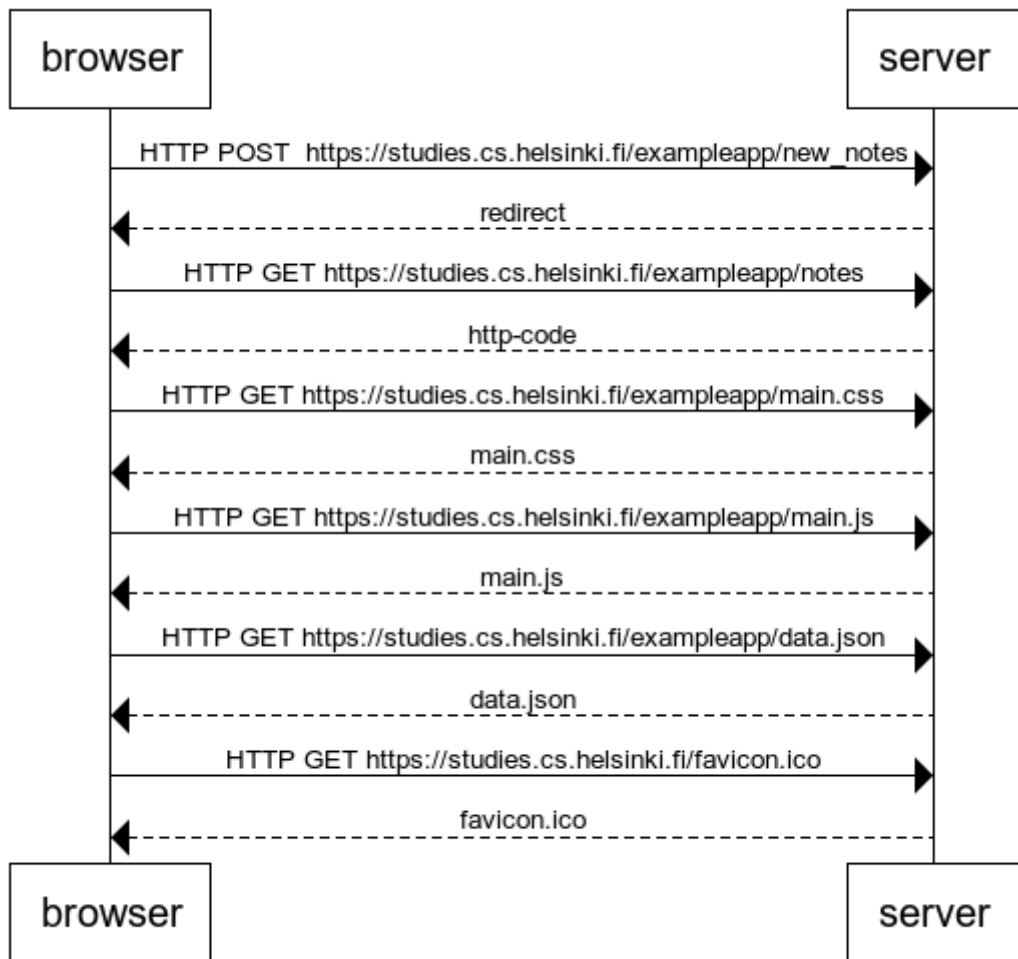 browser server
HTTP POST  https://studies.cs.helsinki.fi/exampleapp/new_notes
redirect
HTTP GET https://studies.cs.helsinki.fi/exampleapp/notes
http-code
HTTP GET https://studies.cs.helsinki.fi/exampleapp/main.css
main.css
HTTP GET https://studies.cs.helsinki.fi/exampleapp/main.js
main.js
HTTP GET https://studies.cs.helsinki.fi/exampleapp/data.json
data.json
HTTP GET https://studies.cs.helsinki.fi/favicon.ico
favicon.ico
browser server